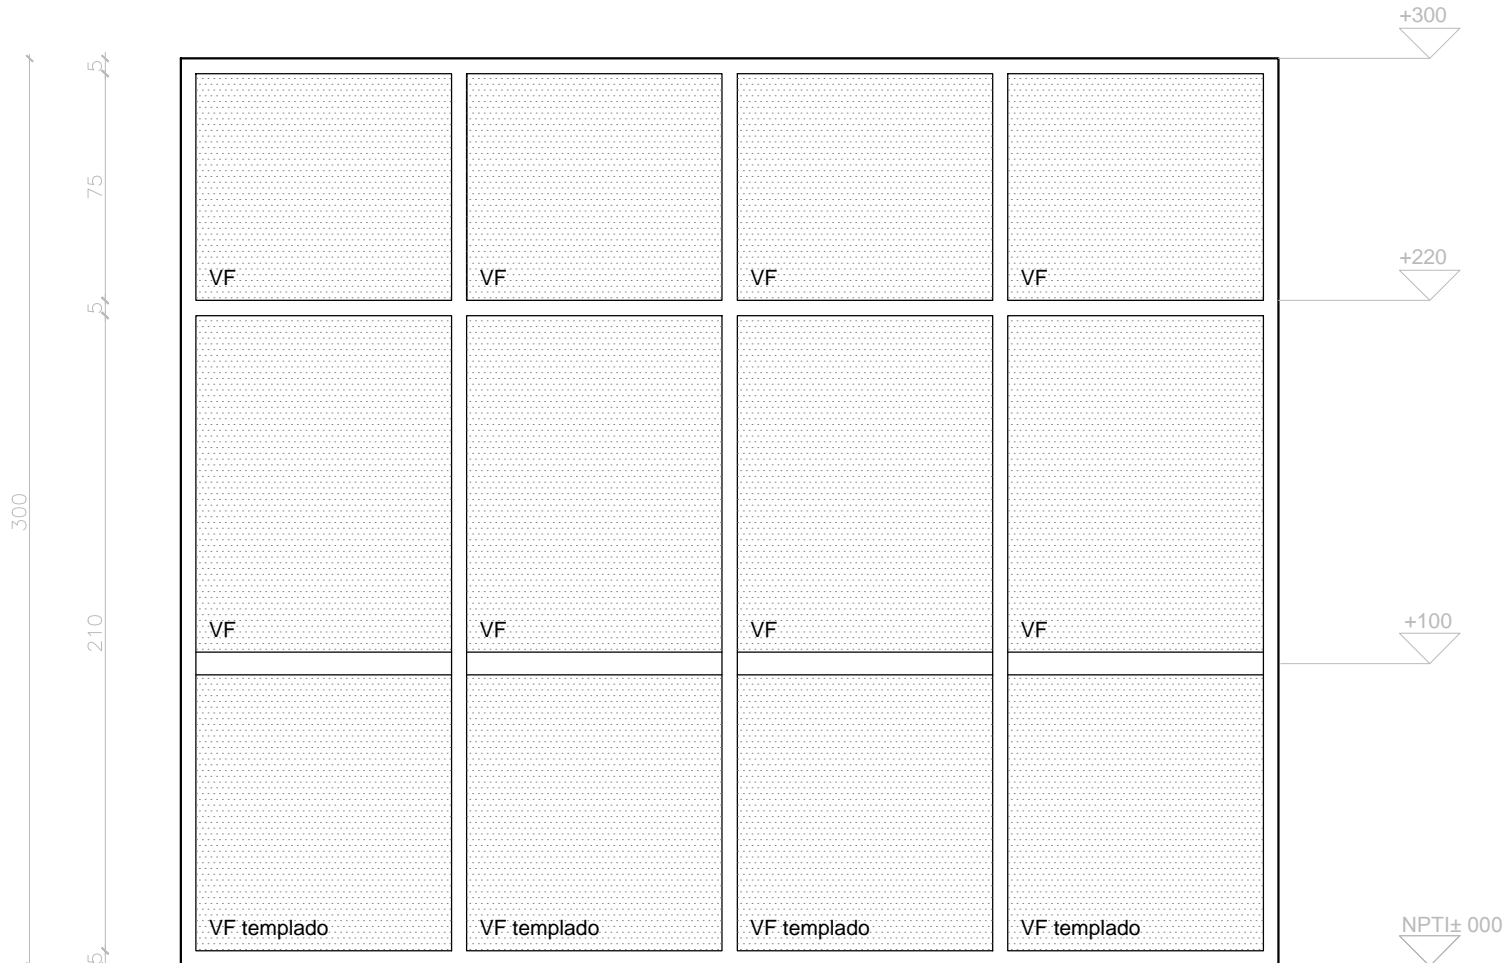 +300
5
75
VF VF VF VF
+220
5
300
210
VF VF VF VF
+100
VF templado VF templado VF templado VF templado
NPTI± 000
5